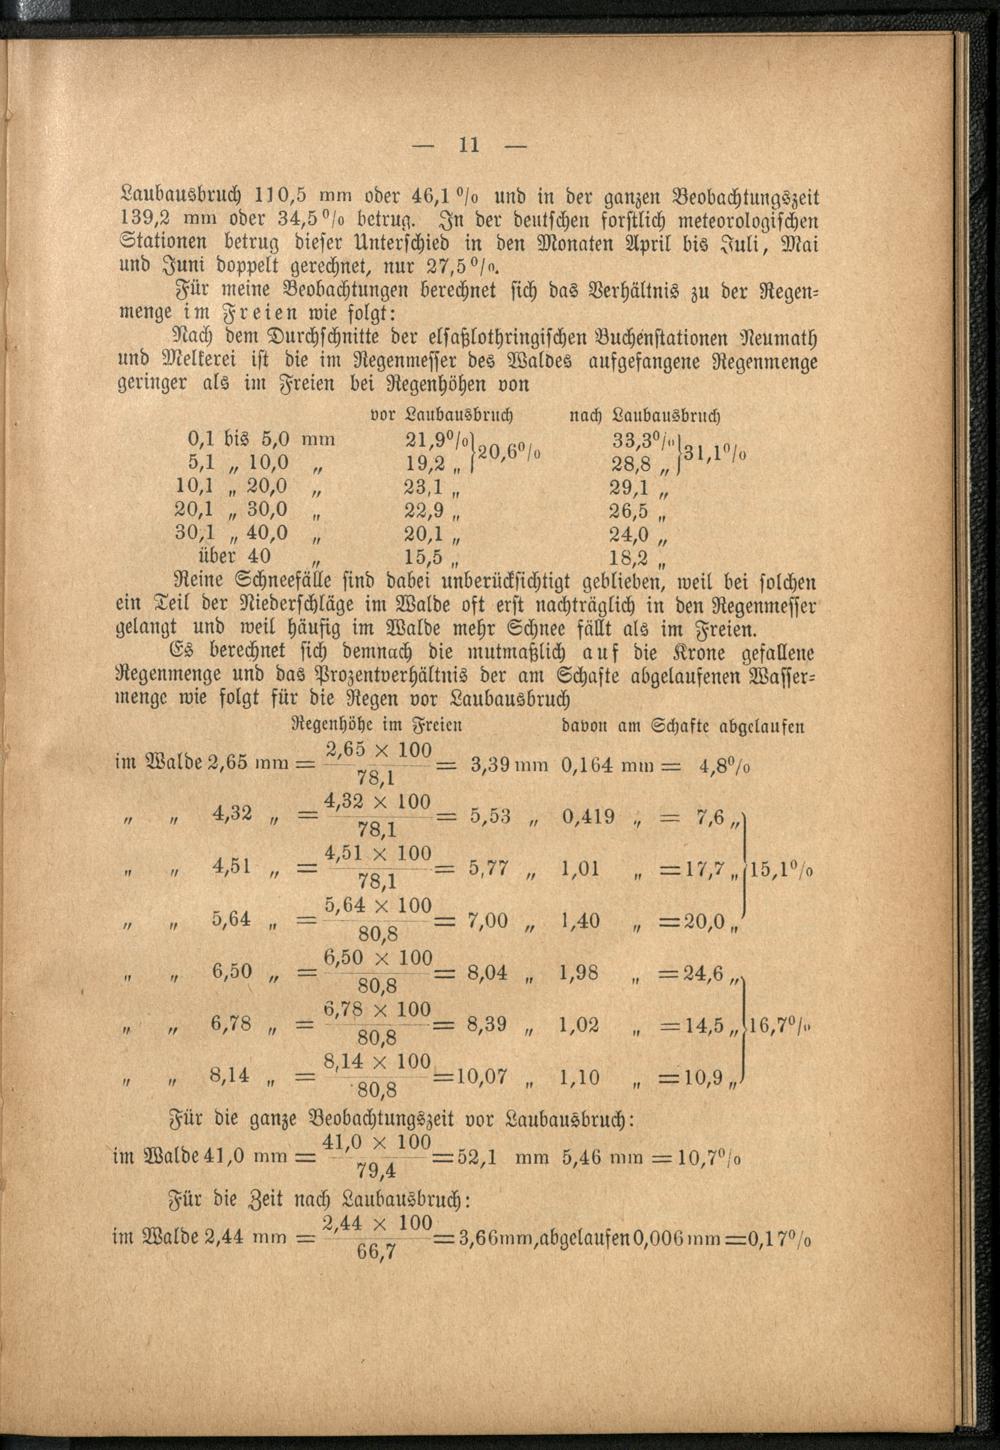 — 11 —
Laubausbruch 110,5 mm oder 46,1 % und in der ganzen Beobachtungszeit
139,2 mm oder 34,5 % betrug. In der deutschen forstlich meteorologischen
Stationen betrug dieser Unterschied in den Monaten April bis Juli, Mai
und Juni doppelt gerechnet, nur 27,5 %.
Für meine Beobachtungen berechnet sich das Verhältnis zu der Regen-
menge im Freien wie folgt:
Nach dem Durchschnitte der elsaßlothringischen Buchenstationen Neumath
und Melkerei ist die im Regenmesser des Waldes aufgefangene Regenmenge
geringer als im Freien bei Regenhöhen von
vor Laubausbruch nach Laubausbruch
0,1 bis 5,0 mm 21,9% } 20,6% 33,3% } 31,1%
5,1 „ 10,0 „ 19,2 „ 28,8 „
10,1 „ 20,0 „ 23,1 „ 29,1 „
20,1 „ 30,0 „ 22,9 „ 26,5 „
30,1 „ 40,0 „ 20,1 „ 24,0 „
über 40 „ 15,5 „ 18,2 „
Reine Schneefälle sind dabei unberücksichtigt geblieben, weil bei solchen
ein Teil der Niederschläge im Walde oft erst nachträglich in den Regenmesser
gelangt und weil häufig im Walde mehr Schnee fällt als im Freien.
Es berechnet sich demnach die mutmaßlich auf die Krone gefallene
Regenmenge und das Prozentverhältnis der am Schafte abgelaufenen Wasser-
menge wie folgt für die Regen vor Laubausbruch
Regenhöhe im Freien davon am Schafte abgelaufen
im Walde 2,65 mm = 2,65 × 100 / 78,1 = 3,39 mm 0,164 mm = 4,8%
„ „ 4,32 „ = 4,32 × 100 / 78,1 = 5,53 „ 0,419 „ = 7,6 „
„ „ 4,51 „ = 4,51 × 100 / 78,1 = 5,77 „ 1,01 „ = 17,7 „ } 15,1%
„ „ 5,64 „ = 5,64 × 100 / 80,8 = 7,00 „ 1,40 „ = 20,0 „
„ „ 6,50 „ = 6,50 × 100 / 80,8 = 8,04 „ 1,98 „ = 24,6 „
„ „ 6,78 „ = 6,78 × 100 / 80,8 = 8,39 „ 1,02 „ = 14,5 „ } 16,7%
„ „ 8,14 „ = 8,14 × 100 / 80,8 = 10,07 „ 1,10 „ = 10,9 „
Für die ganze Beobachtungszeit vor Laubausbruch:
im Walde 41,0 mm = 41,0 × 100 / 79,4 = 52,1 mm 5,46 mm = 10,7%
Für die Zeit nach Laubausbruch:
im Walde 2,44 mm = 2,44 × 100 / 66,7 = 3,66 mm, abgelaufen 0,006 mm = 0,17%